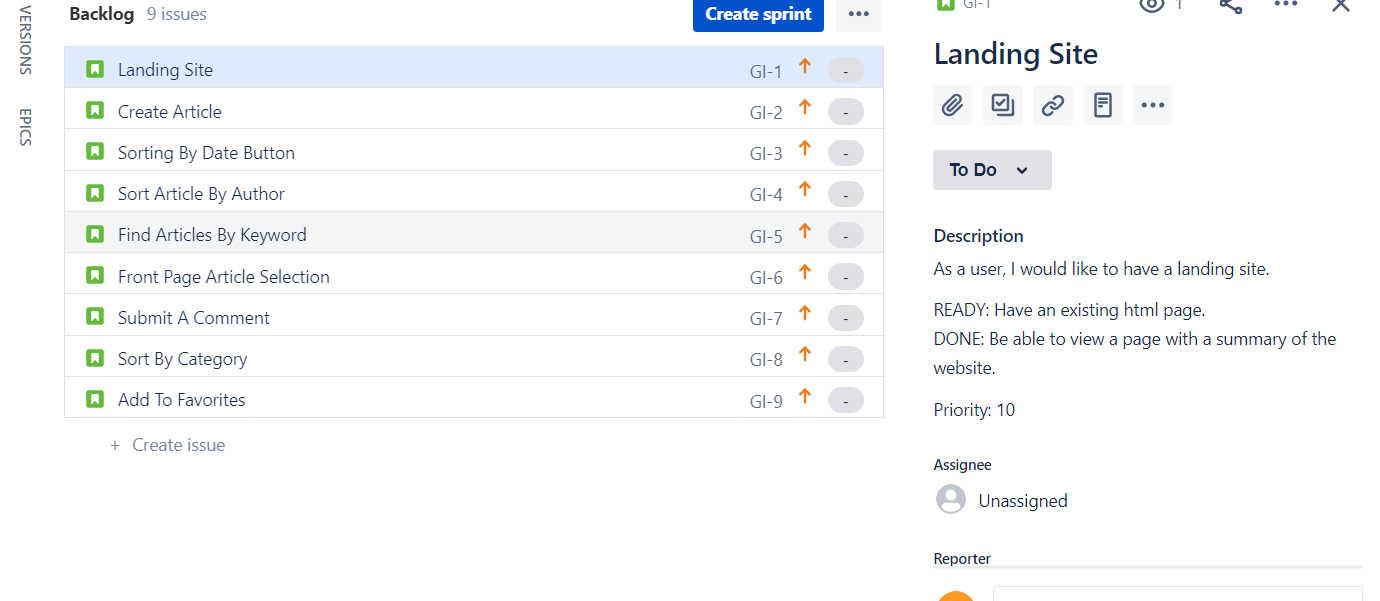 VERSIONS
EPICS
Backlog 9 issues
Create sprint
Landing Site GI-1 -
Create Article GI-2 -
Sorting By Date Button GI-3 -
Sort Article By Author GI-4 -
Find Articles By Keyword GI-5 -
Front Page Article Selection GI-6 -
Submit A Comment GI-7 -
Sort By Category GI-8 -
Add To Favorites GI-9 -
+ Create issue
GI-1 1
Landing Site
To Do
Description
As a user, I would like to have a landing site.
READY: Have an existing html page.
DONE: Be able to view a page with a summary of the
website.
Priority: 10
Assignee
Unassigned
Reporter